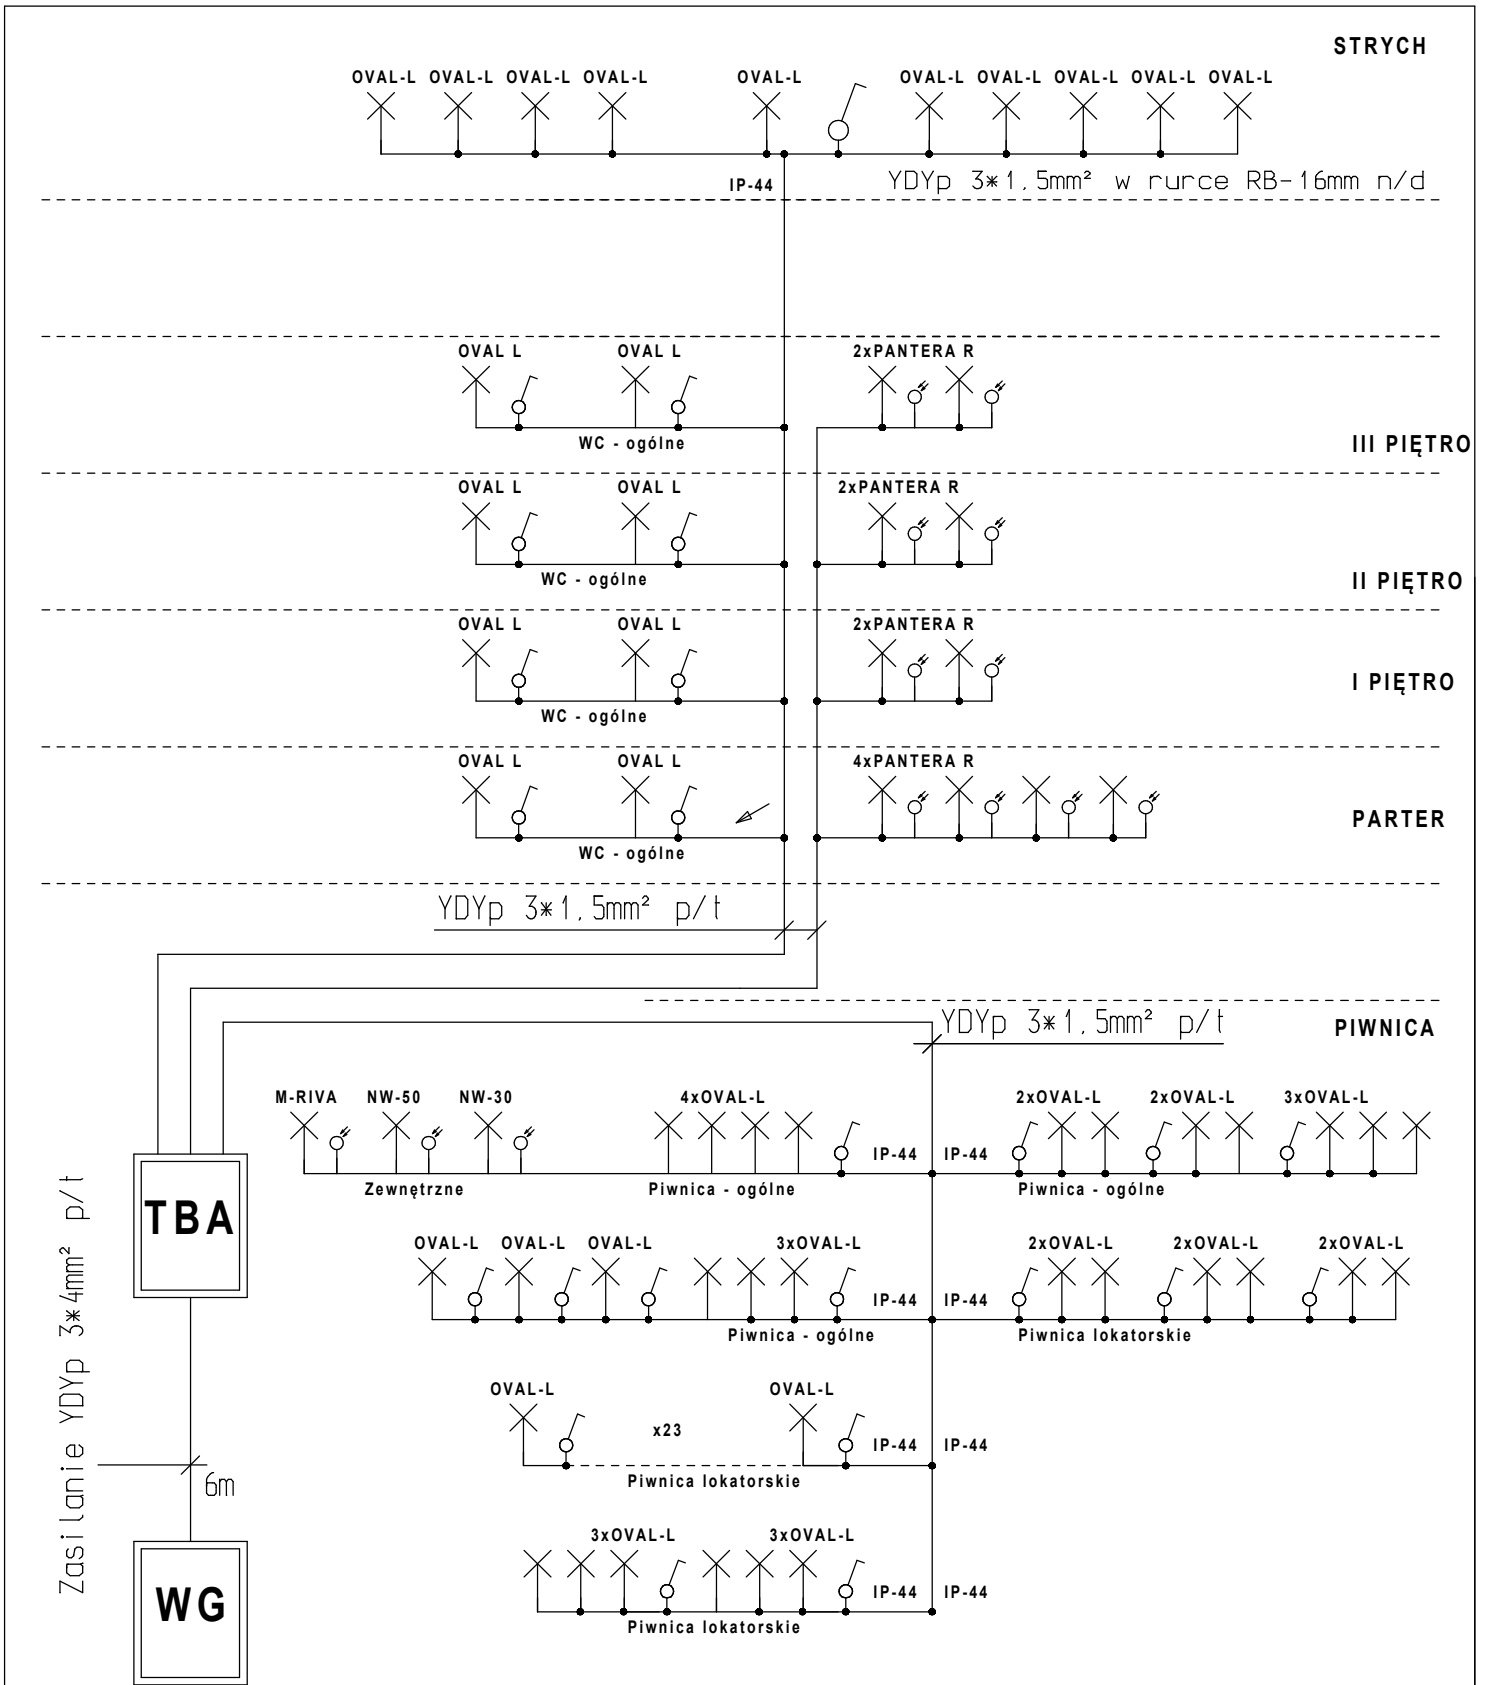 STRYCH
OVAL-L OVAL-L OVAL-L OVAL-L OVAL-L OVAL-L OVAL-L OVAL-L OVAL-L OVAL-L
IP-44 YDYp 3*1,5mm² w rurce RB-16mm n/d
OVAL L OVAL L 2xPANTERA R
WC - ogólne
III PIĘTRO
OVAL L OVAL L 2xPANTERA R
WC - ogólne
II PIĘTRO
OVAL L OVAL L 2xPANTERA R
WC - ogólne
I PIĘTRO
OVAL L OVAL L 4xPANTERA R
WC - ogólne
PARTER
YDYp 3*1,5mm² p/t
YDYp 3*1,5mm² p/t
PIWNICA
M-RIVA NW-50 NW-30 4xOVAL-L 2xOVAL-L 2xOVAL-L 3xOVAL-L
IP-44 IP-44
Zewnętrzne Piwnica - ogólne Piwnica - ogólne
TBA
OVAL-L OVAL-L OVAL-L 3xOVAL-L 2xOVAL-L 2xOVAL-L 2xOVAL-L
IP-44 IP-44
Piwnica - ogólne Piwnica lokatorskie
OVAL-L OVAL-L
x23 IP-44 IP-44
Piwnica lokatorskie
Zasilanie YDYp 3*4mm² p/t
6m
3xOVAL-L 3xOVAL-L
IP-44 IP-44
Piwnica lokatorskie
WG